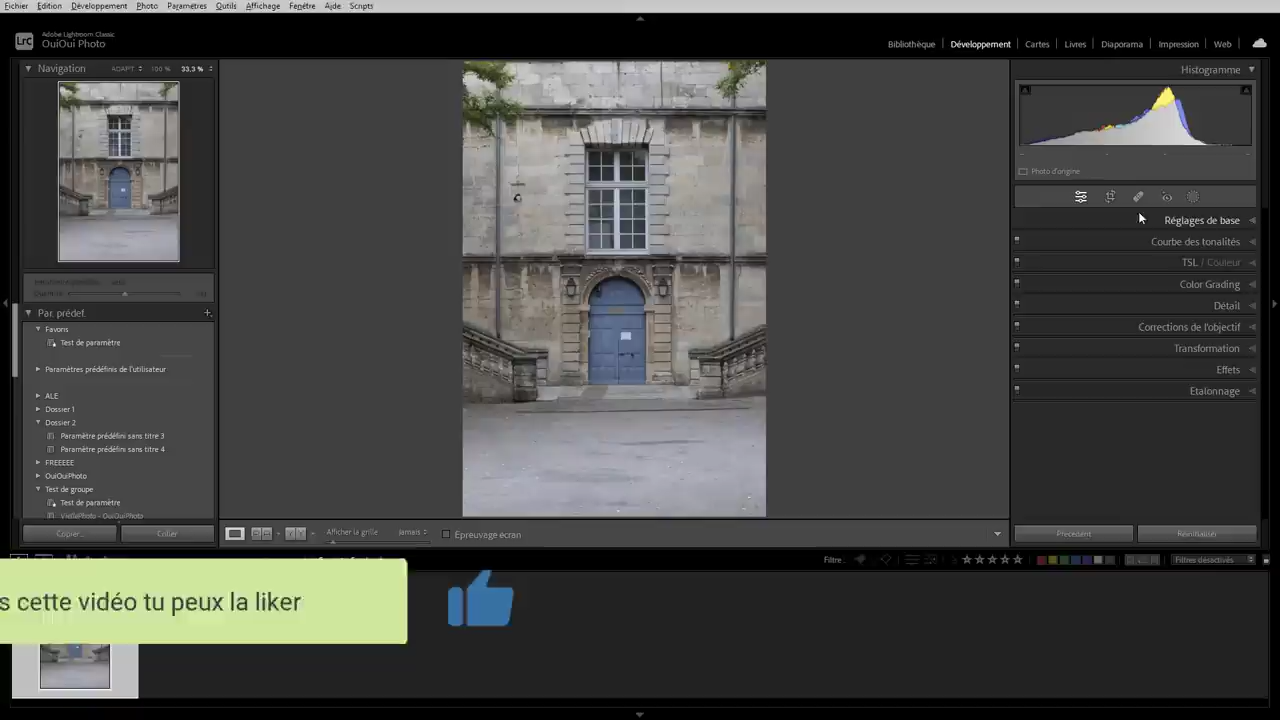 Fichier Edition Développement Photo Paramètres Outils Affichage Fenêtre Aide Scripts
Lrc
Adobe Lightroom Classic
OuiOui Photo
Bibliothèque Développement Cartes Livres Diaporama Impression Web
Navigation ADAPT. 100 % 33,3 %
Histogramme
Photo d'origine
Réglages de base
Courbe des tonalités
TSL / Couleur
Color Grading
Détail
Corrections de l'objectif
Transformation
Effets
Etalonnage
Par. prédéf.
Favoris
Test de paramètre
Paramètres prédéfinis de l'utilisateur
ALE
Dossier 1
Dossier 2
Paramètre prédéfini sans titre 3
Paramètre prédéfini sans titre 4
FREEEEE
OuiOuiPhoto
Test de groupe
Test de paramètre
VieillePhoto - OuiOuiPhoto
Copier... Coller
Afficher la grille Jamais
Epreuvage écran
Précédent Réinitialiser
Filtre :
Filtres désactivés
s cette vidéo tu peux la liker